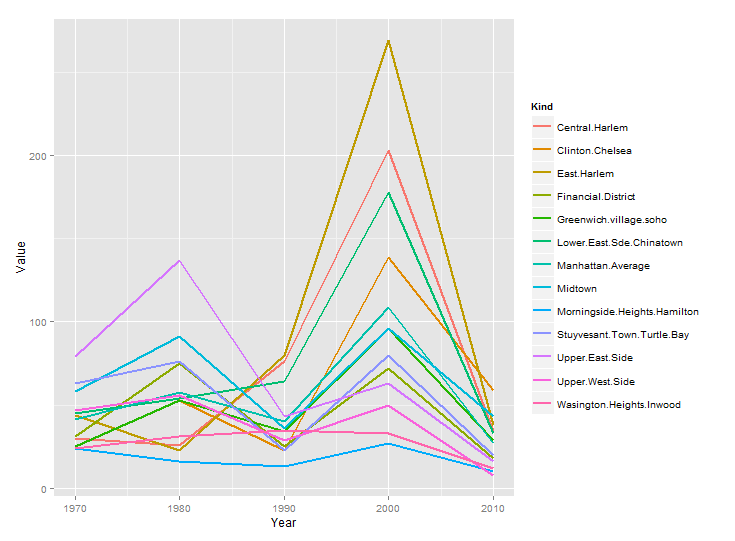 Value
200
100
0
1970
1980
1990
2000
2010
Year
Kind
Central.Harlem
Clinton.Chelsea
East.Harlem
Financial.District
Greenwich.village.soho
Lower.East.Sde.Chinatown
Manhattan.Average
Midtown
Morningside.Heights.Hamilton
Stuyvesant.Town.Turtle.Bay
Upper.East.Side
Upper.West.Side
Wasington.Heights.Inwood